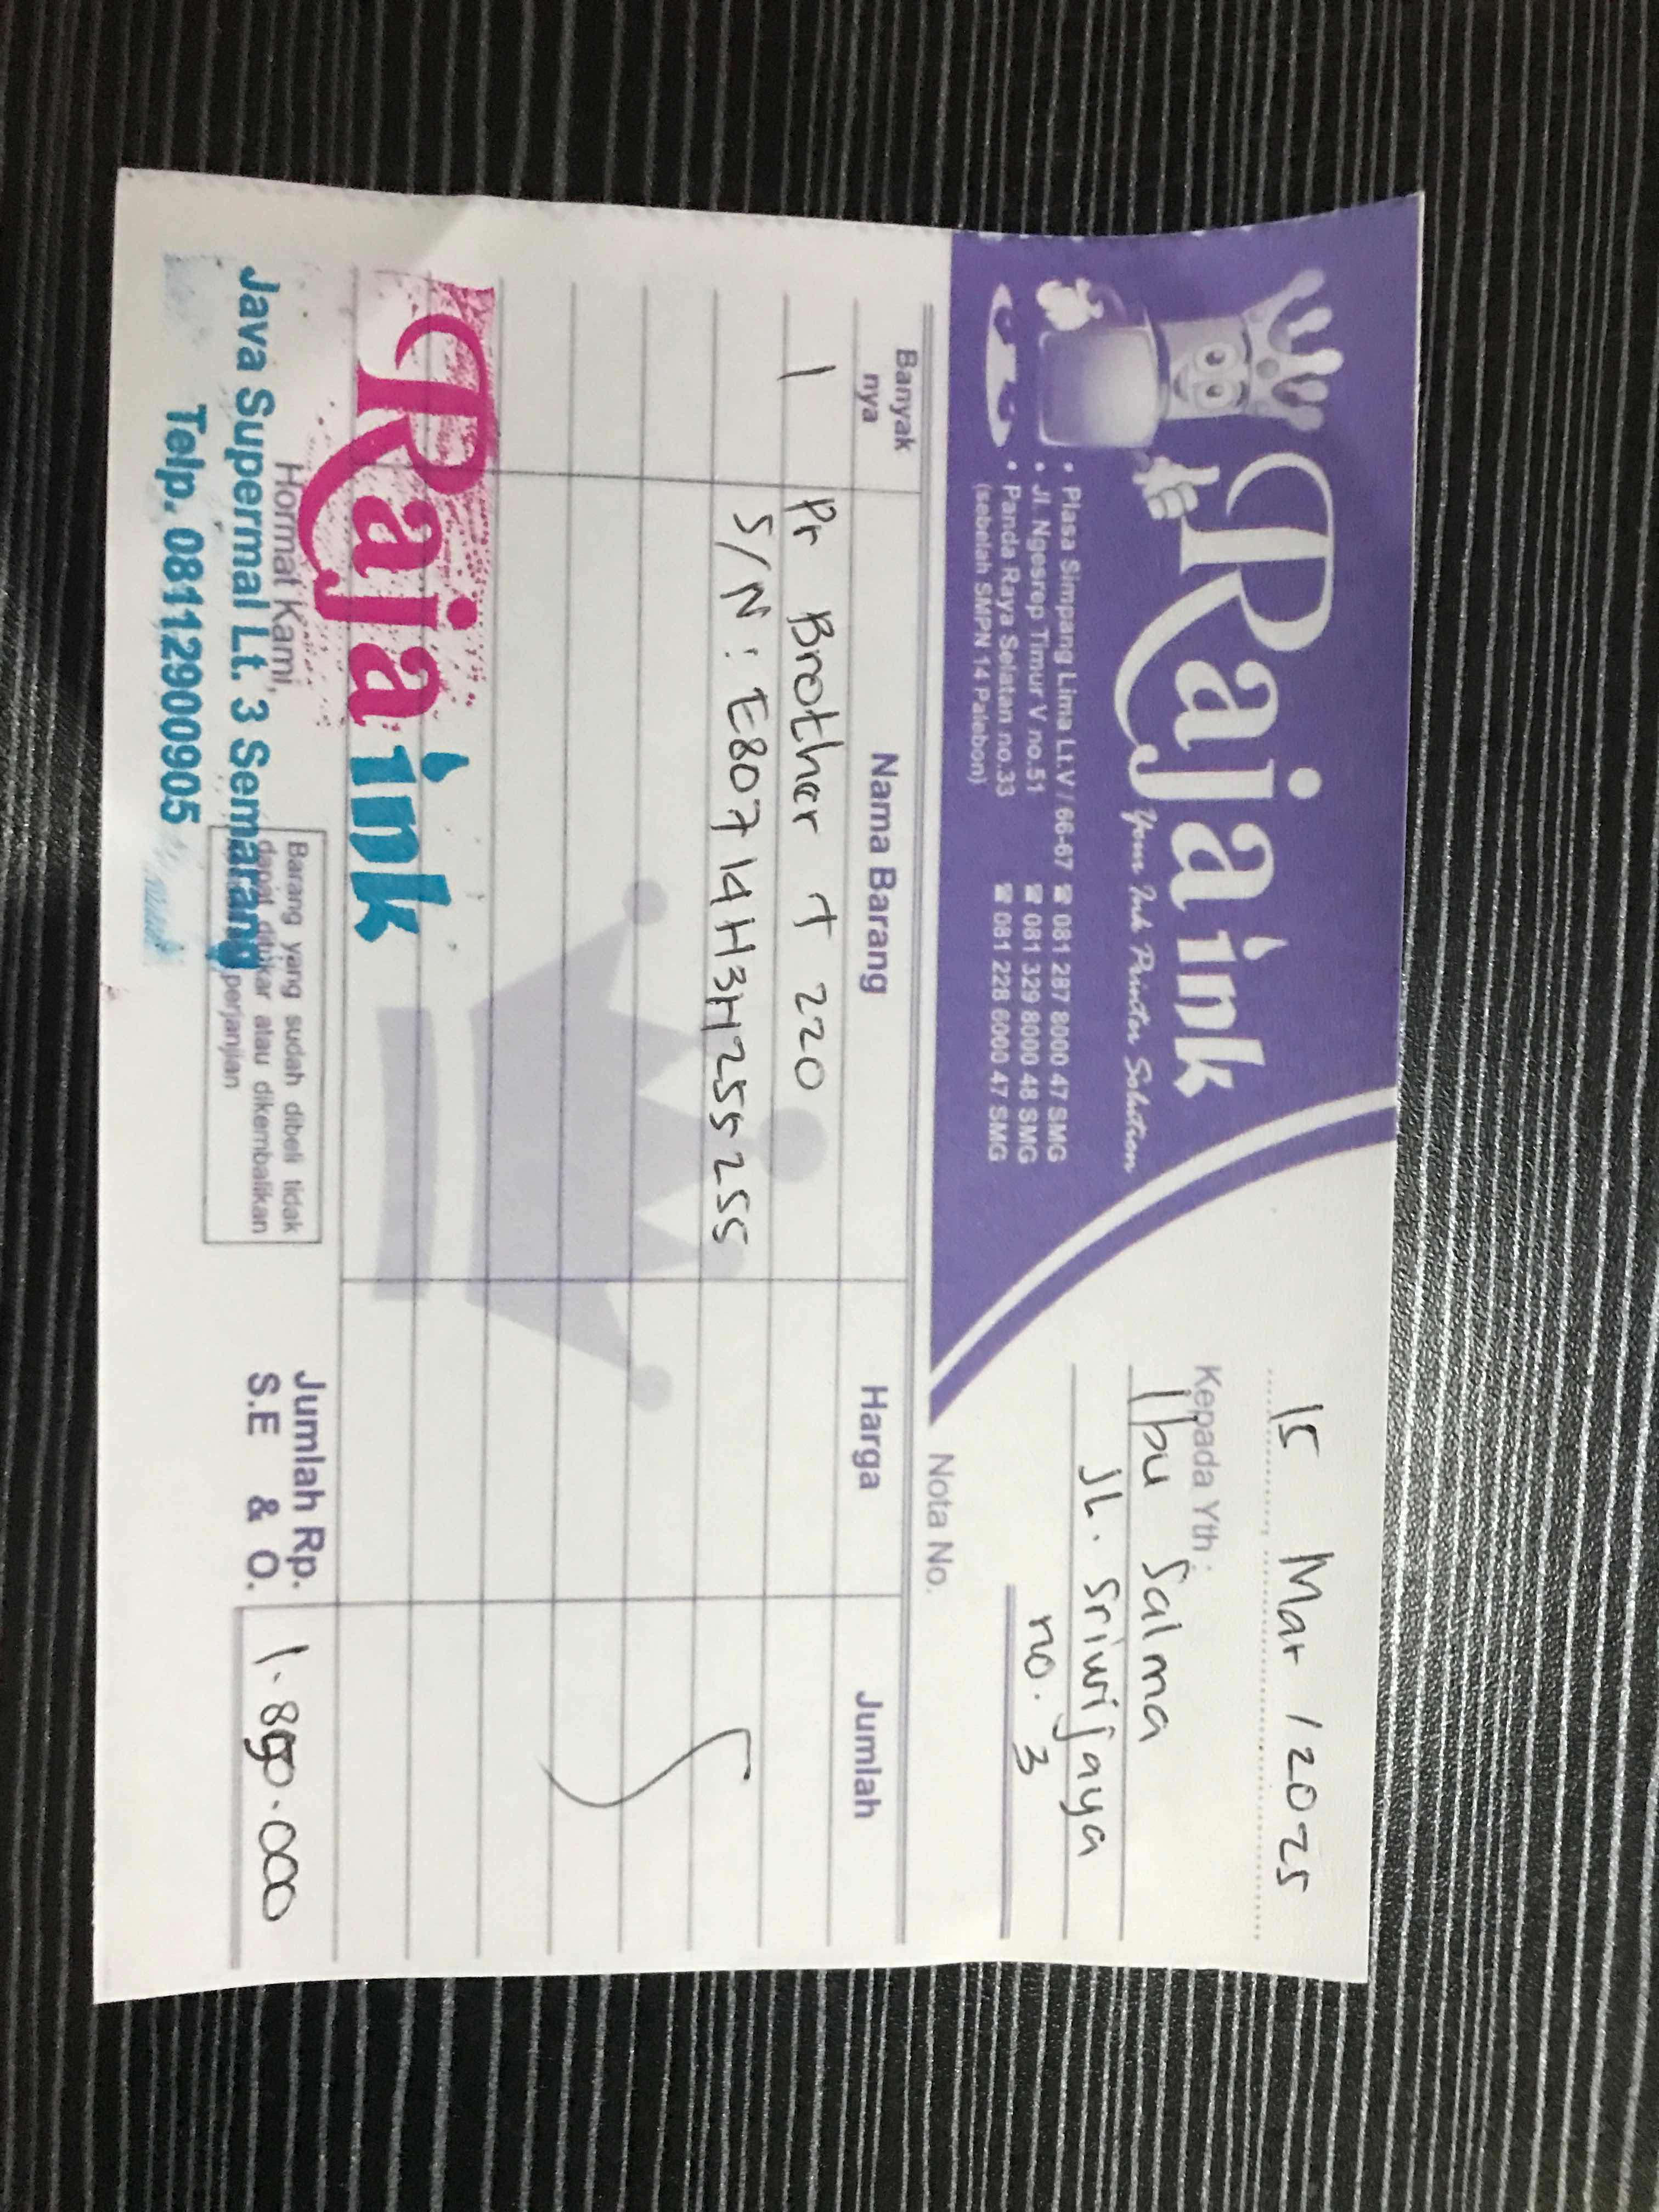 Raja ink
Your Ink Printer Solution
• Plasa Simpang Lima Lt.V / 66-67 ☎ 081 287 8000 47 SMG
• Jl. Ngesrep Timur V no.51 ☎ 081 329 8000 48 SMG
• Panda Raya Selatan no.33 ☎ 081 228 6000 47 SMG
(sebelah SMPN 14 Palebon)
15 Mar / 2025
Kepada Yth :
Ibu Salma
JL. Sriwijaya
no. 3
Nota No.
Banyak nya Nama Barang Harga Jumlah
1 Pr Brother T 220
S/N : E80714H3H255255
Raja ink
Hormat Kami,
Java Supermal Lt. 3 Semarang
Telp. 08112900905
Barang yang sudah dibeli tidak
dapat ditukar atau dikembalikan
perjanjian
Jumlah Rp.
S.E & O.